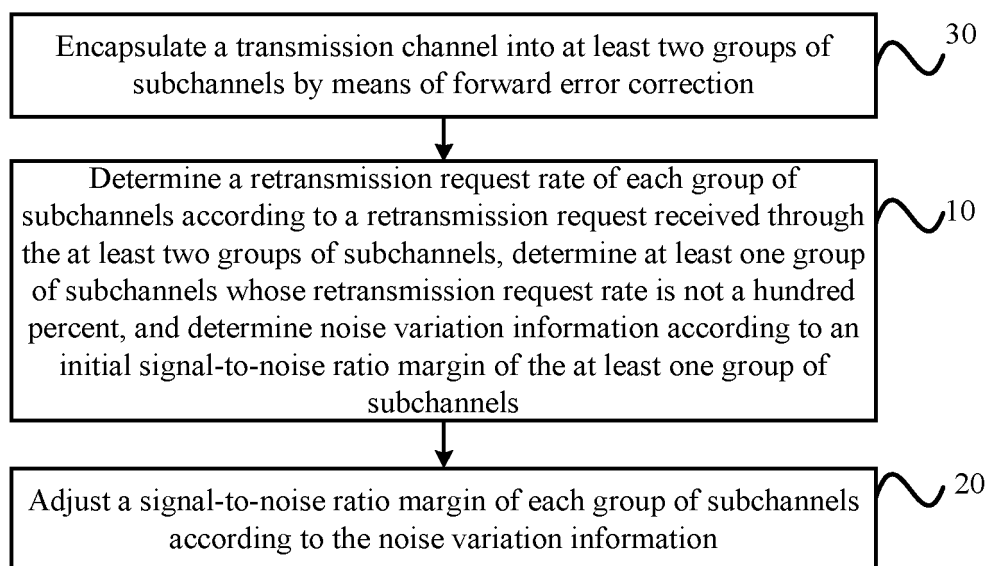 Encapsulate a transmission channel into at least two groups of
subchannels by means of forward error correction
30
Determine a retransmission request rate of each group of
subchannels according to a retransmission request received through
the at least two groups of subchannels, determine at least one group
of subchannels whose retransmission request rate is not a hundred
percent, and determine noise variation information according to an
initial signal-to-noise ratio margin of the at least one group of
subchannels
10
Adjust a signal-to-noise ratio margin of each group of subchannels
according to the noise variation information
20